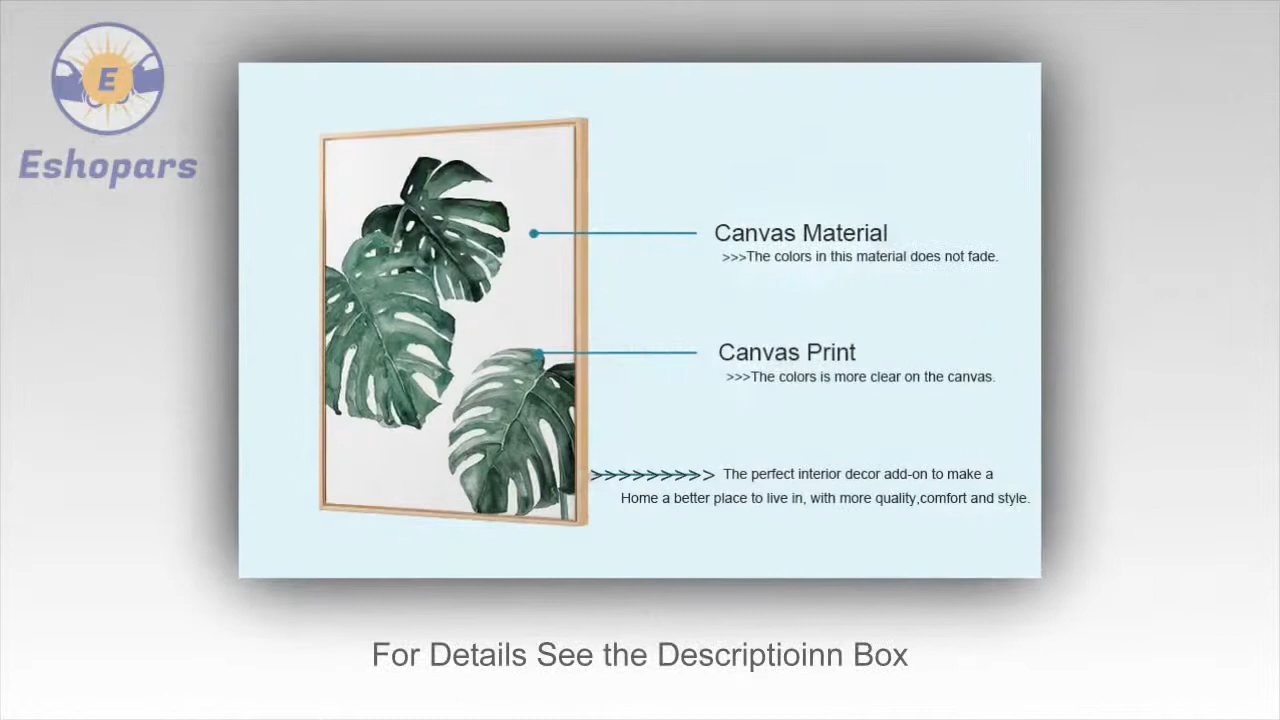 E
Eshopars
Canvas Material
>>>The colors in this material does not fade.
Canvas Print
>>>The colors is more clear on the canvas.
The perfect interior decor add-on to make a
Home a better place to live in, with more quality,comfort and style.
For Details See the Descriptioinn Box